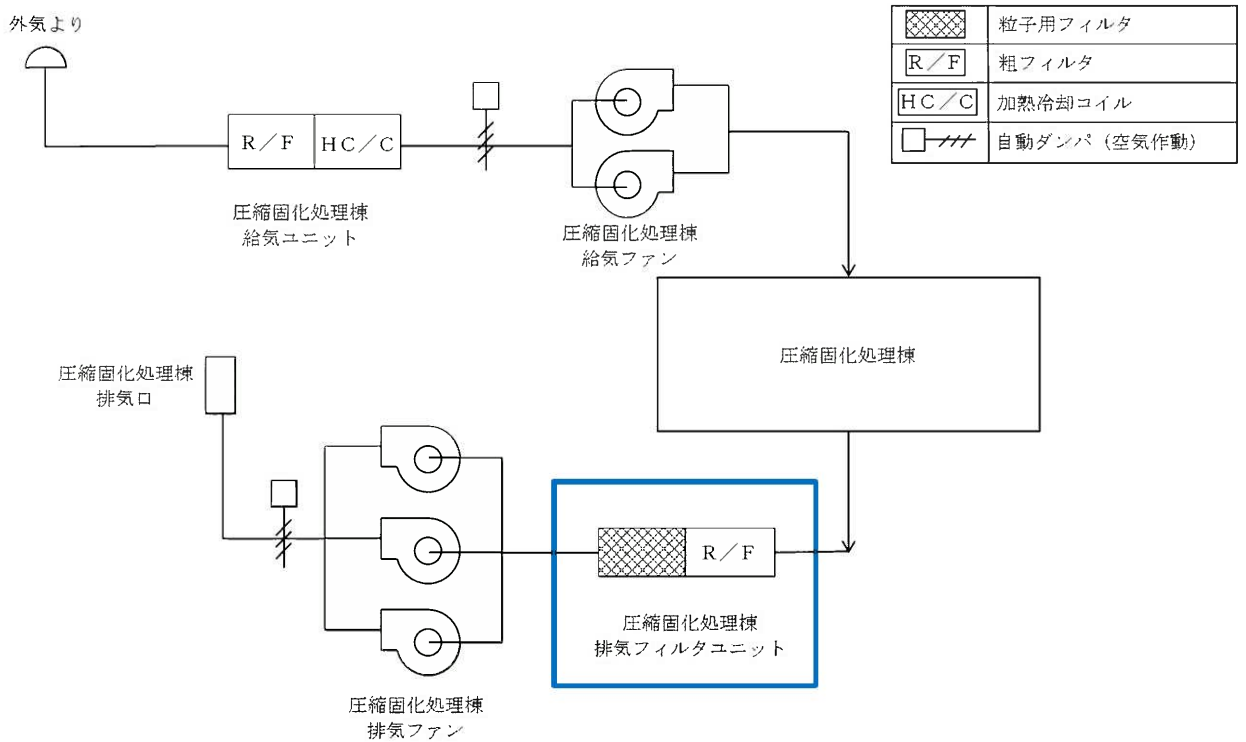 外気より
粒子用フィルタ
R/F
粗フィルタ
HC/C
加熱冷却コイル
自動ダンパ(空気作動)
R/F
HC/C
圧縮固化処理棟
給気ユニット
圧縮固化処理棟
給気ファン
圧縮固化処理棟
圧縮固化処理棟
排気口
R/F
圧縮固化処理棟
排気フィルタユニット
圧縮固化処理棟
排気ファン